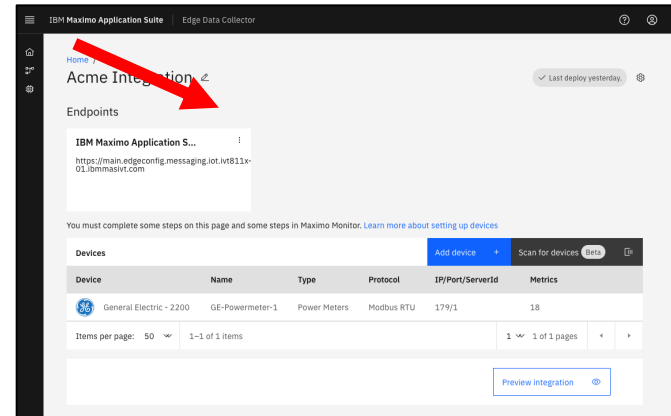 IBM Maximo Application Suite Edge Data Collector
Home /
Acme Integration
Last deploy yesterday.
Endpoints
IBM Maximo Application S...
https://main.edgeconfig.messaging.iot.ivt811x-
01.ibmmasivt.com
You must complete some steps on this page and some steps in Maximo Monitor. Learn more about setting up devices
Devices Add device + Scan for devices Beta
Device Name Type Protocol IP/Port/ServerId Metrics
General Electric - 2200 GE-Powermeter-1 Power Meters Modbus RTU 179/1 18
Items per page: 50 1–1 of 1 items 1 1 of 1 pages
Preview integration